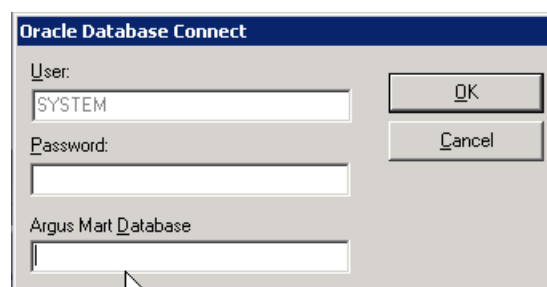 Oracle Database Connect
User:
SYSTEM
OK
Password:
Cancel
Argus Mart Database